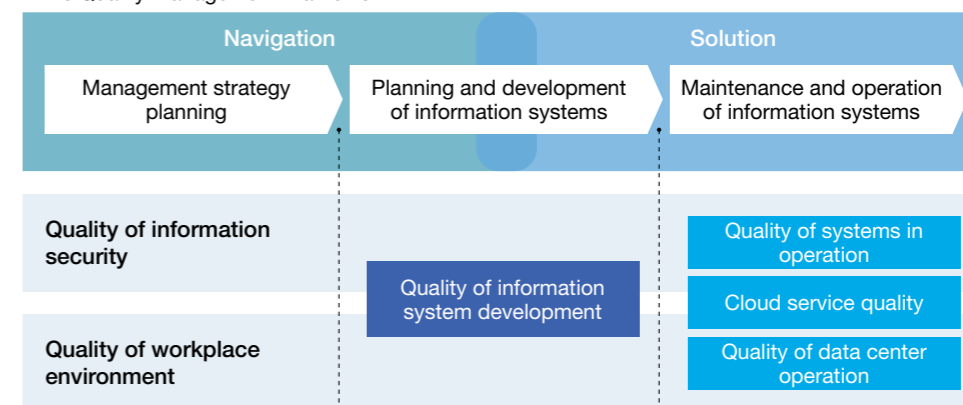 Navigation
Solution
Management strategy
planning
Planning and development
of information systems
Maintenance and operation
of information systems
Quality of information
security
Quality of information
system development
Quality of systems in
operation
Cloud service quality
Quality of workplace
environment
Quality of data center
operation